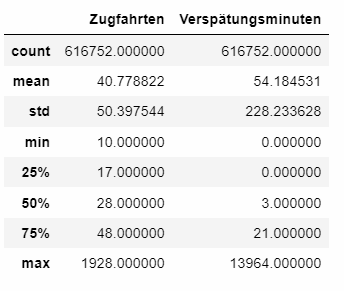 Zugfahrten Verspätungsminuten
count 616752.000000 616752.000000
mean 40.778822 54.184531
std 50.397544 228.233628
min 10.000000 0.000000
25% 17.000000 0.000000
50% 28.000000 3.000000
75% 48.000000 21.000000
max 1928.000000 13964.000000